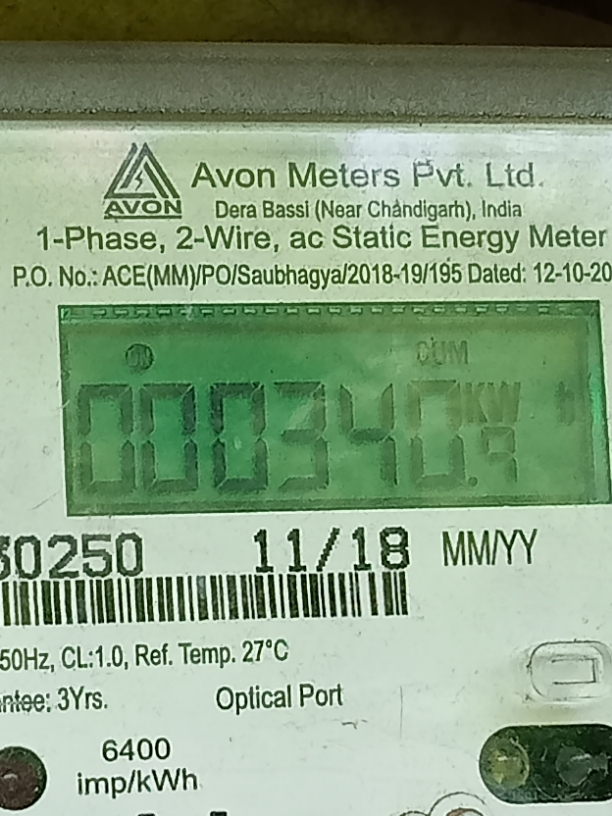 Avon Meters Pvt. Ltd.
AVON
Dera Bassi (Near Chandigarh), India
1-Phase, 2-Wire, ac Static Energy Meter
P.O. No.: ACE(MM)/PO/Saubhagya/2018-19/195 Dated: 12-10-20
CUM
000340.9 KW h
30250 11/18 MM/YY
50Hz, CL:1.0, Ref. Temp. 27°C
ntee: 3Yrs. Optical Port
6400
imp/kWh